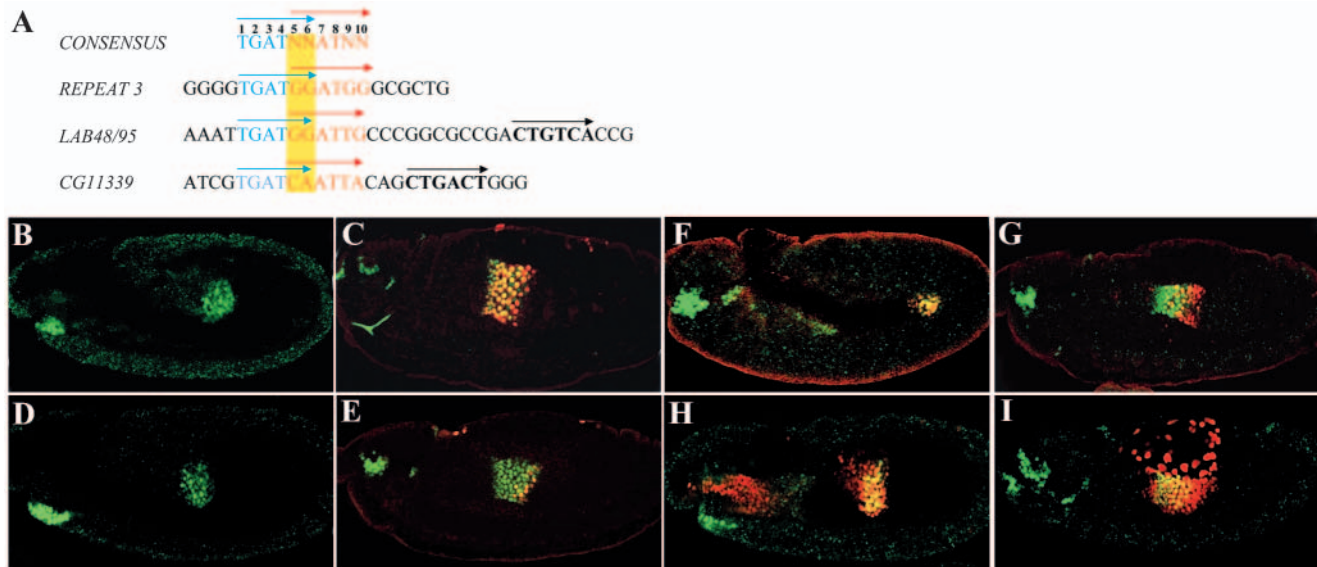 A
1 2 3 4 5 6 7 8 9 10
CONSENSUS TGATNNATNN
REPEAT 3 GGGGTGATGGATGGGCGCTG
LAB48/95 AAATTGATGGATTGCCCGGCGCCGACTGTCACCG
CG11339 ATCGTGATCAATTACAGCTGACTGGG
B C F G
D E H I